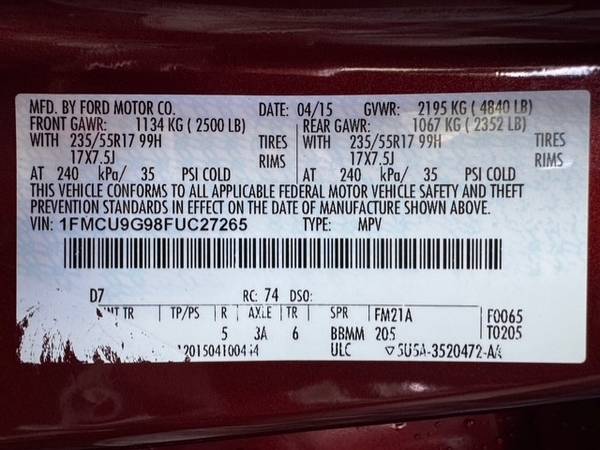 MFD. BY FORD MOTOR CO. DATE: 04/15 GVWR: 2195 KG ( 4840 LB)
FRONT GAWR: 1134 KG ( 2500 LB) REAR GAWR: 1067 KG ( 2352 LB)
WITH 235/55R17 99H TIRES WITH 235/55R17 99H TIRES
17X7.5J RIMS 17X7.5J RIMS
AT 240 kPa/ 35 PSI COLD AT 240 kPa/ 35 PSI COLD
THIS VEHICLE CONFORMS TO ALL APPLICABLE FEDERAL MOTOR VEHICLE SAFETY AND THEFT
PREVENTION STANDARDS IN EFFECT ON THE DATE OF MANUFACTURE SHOWN ABOVE.
VIN: 1FMCU9G98FUC27265 TYPE: MPV
D7 RC: 74 DSO:
TR TP/PS R AXLE TR SPR FM21A F0065
5 3A 6 BBMM 20.5 T0205
ULC 5U5A-3520472-AA